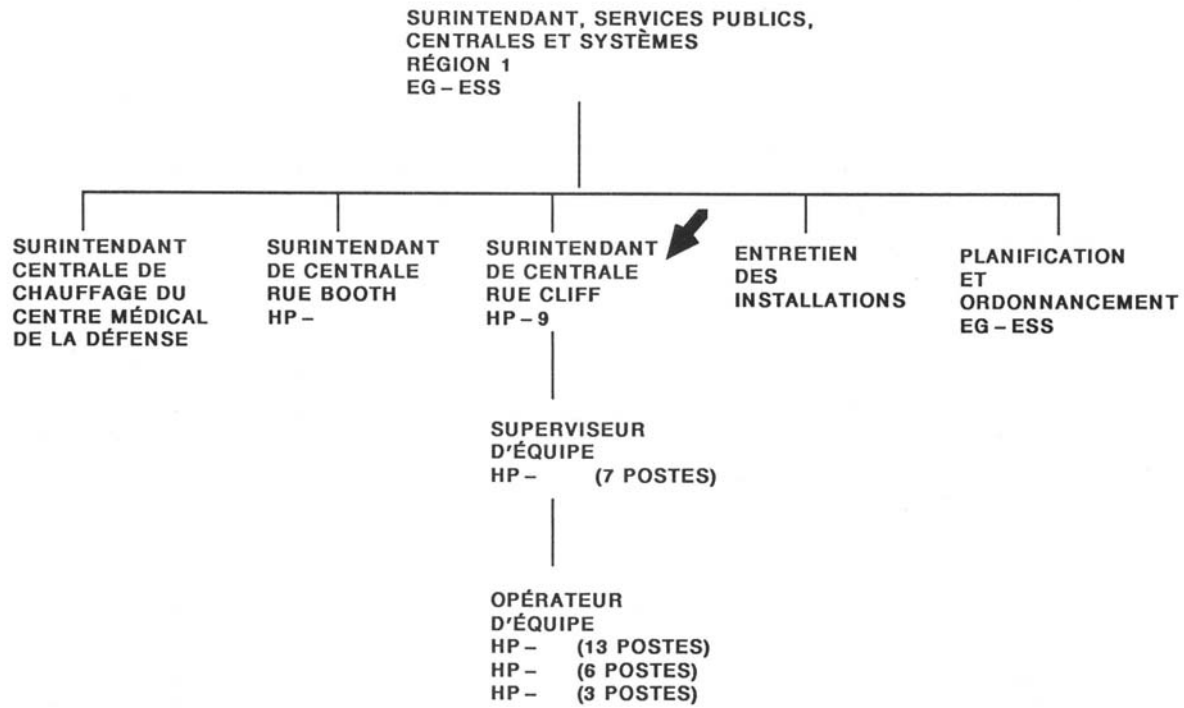 SURINTENDANT, SERVICES PUBLICS,
CENTRALES ET SYSTÈMES
RÉGION 1
EG – ESS
SURINTENDANT
CENTRALE DE
CHAUFFAGE DU
CENTRE MÉDICAL
DE LA DÉFENSE
SURINTENDANT
DE CENTRALE
RUE BOOTH
HP –
SURINTENDANT
DE CENTRALE
RUE CLIFF
HP – 9
ENTRETIEN
DES
INSTALLATIONS
PLANIFICATION
ET
ORDONNANCEMENT
EG – ESS
SUPERVISEUR
D'ÉQUIPE
HP – (7 POSTES)
OPÉRATEUR
D'ÉQUIPE
HP – (13 POSTES)
HP – (6 POSTES)
HP – (3 POSTES)